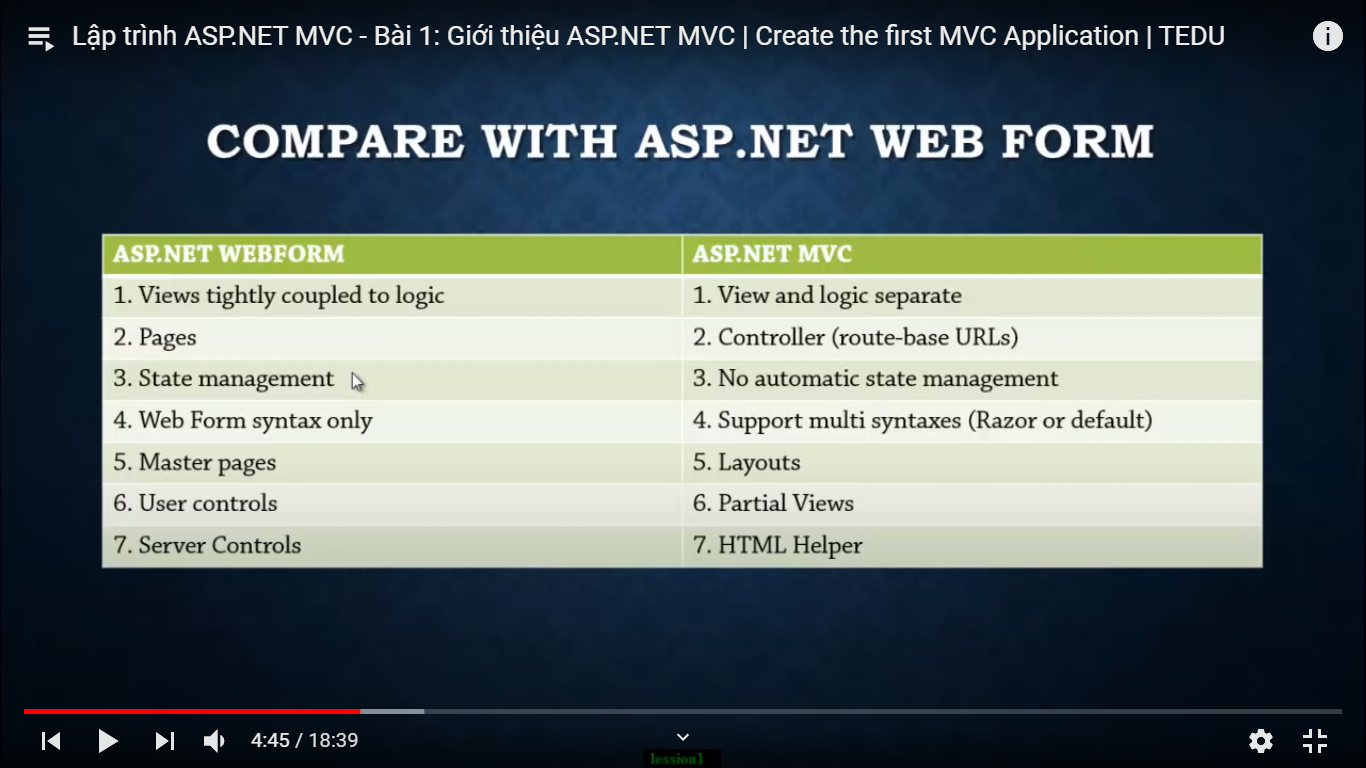 Lập trình ASP.NET MVC - Bài 1: Giới thiệu ASP.NET MVC | Create the first MVC Application | TEDU
COMPARE WITH ASP.NET WEB FORM
ASP.NET WEBFORM ASP.NET MVC
1. Views tightly coupled to logic 1. View and logic separate
2. Pages 2. Controller (route-base URLs)
3. State management 3. No automatic state management
4. Web Form syntax only 4. Support multi syntaxes (Razor or default)
5. Master pages 5. Layouts
6. User controls 6. Partial Views
7. Server Controls 7. HTML Helper
4:45 / 18:39
lession1